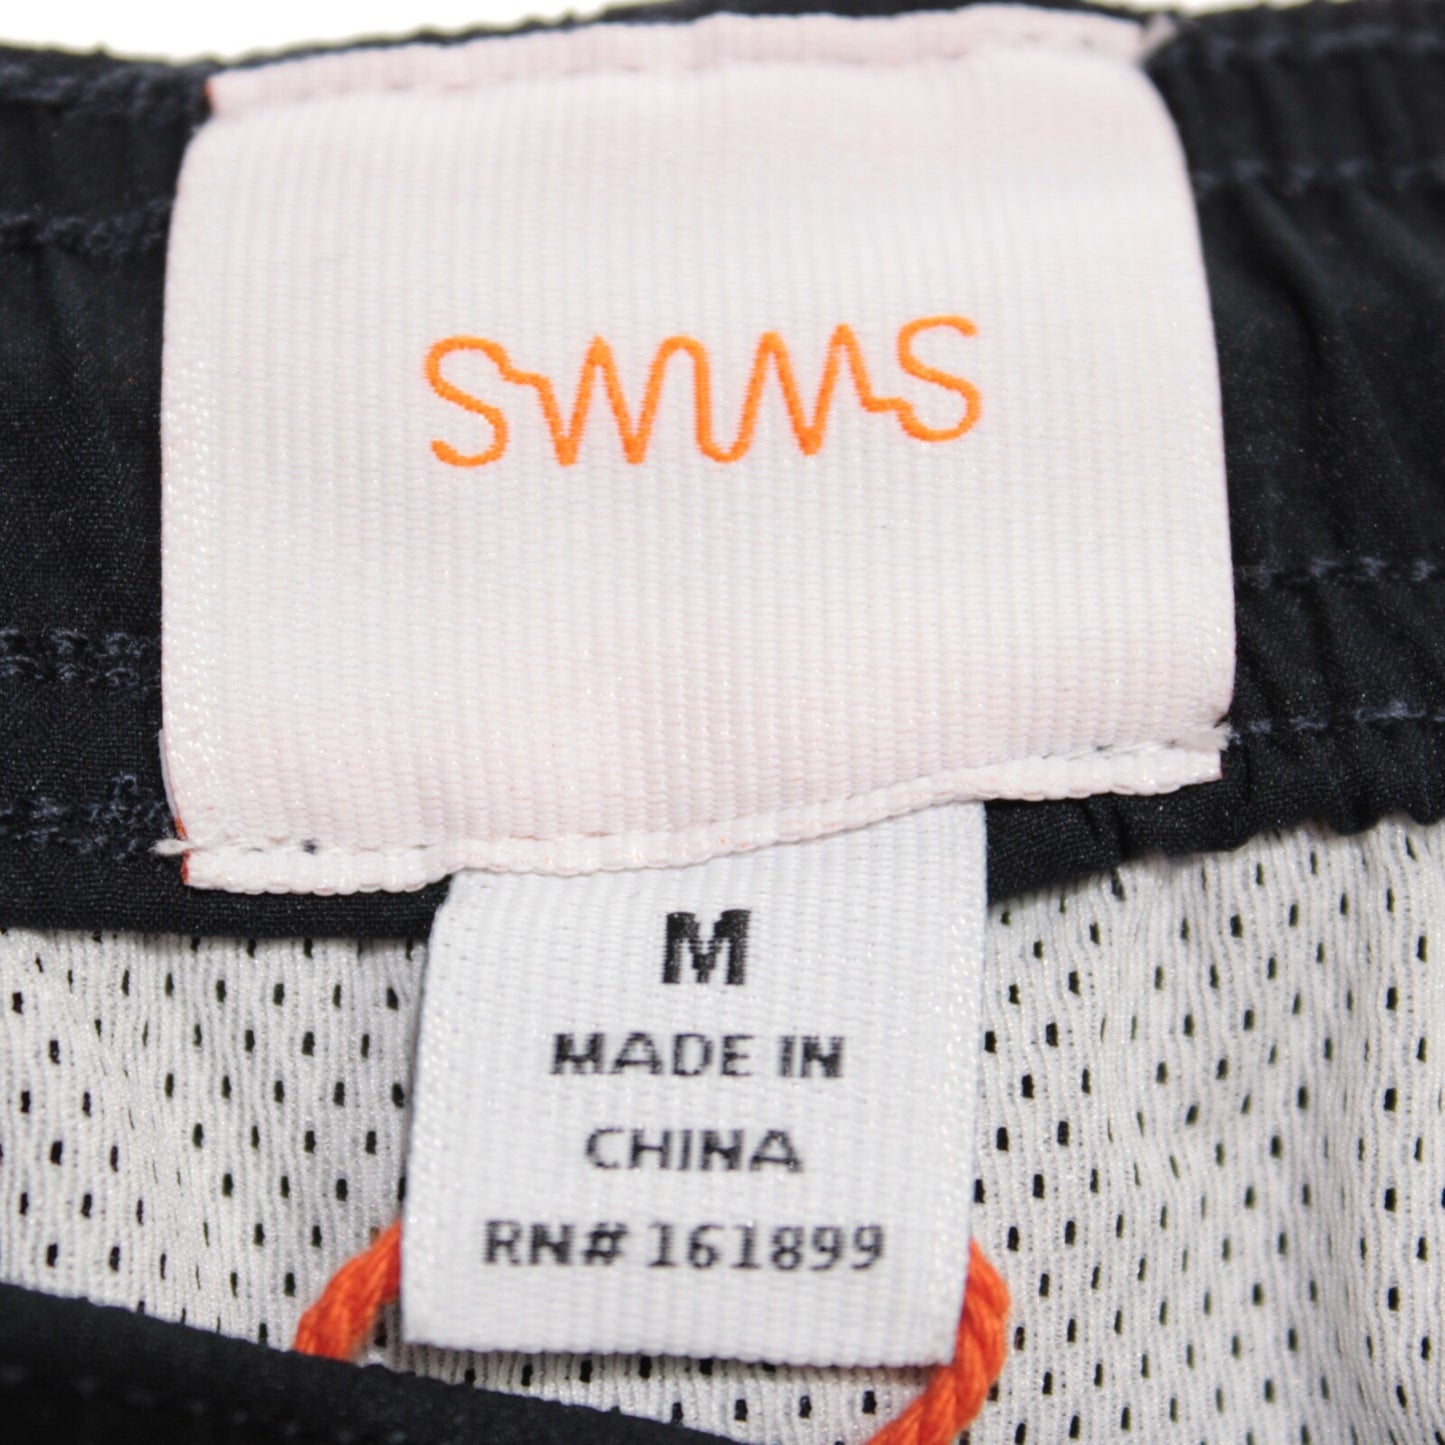 SWIMS
M
MADE IN
CHINA
RN# 161899